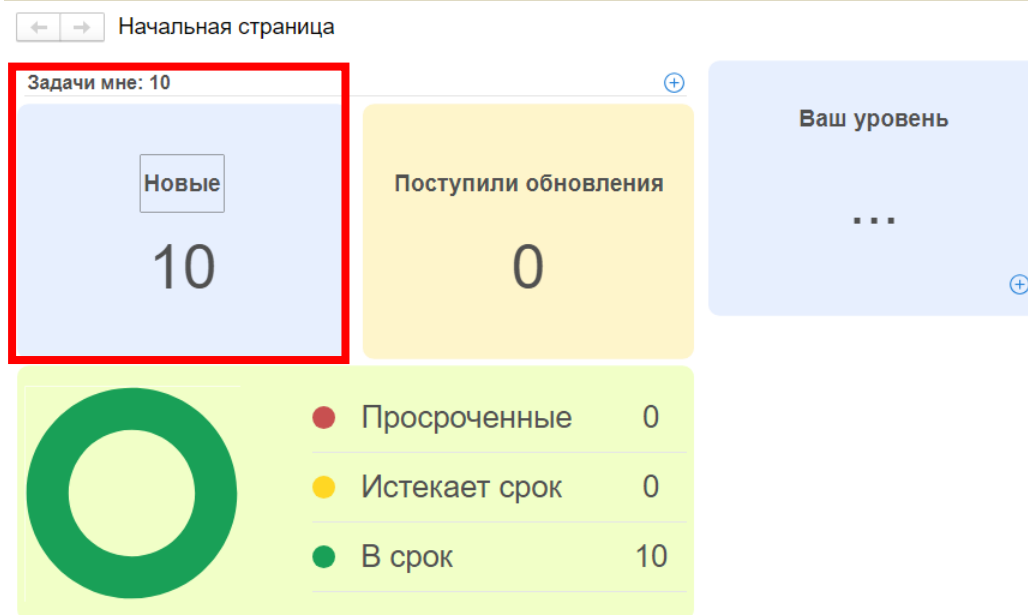 Начальная страница
Задачи мне: 10
Новые
10
Поступили обновления
0
Ваш уровень
...
Просроченные 0
Истекает срок 0
В срок 10